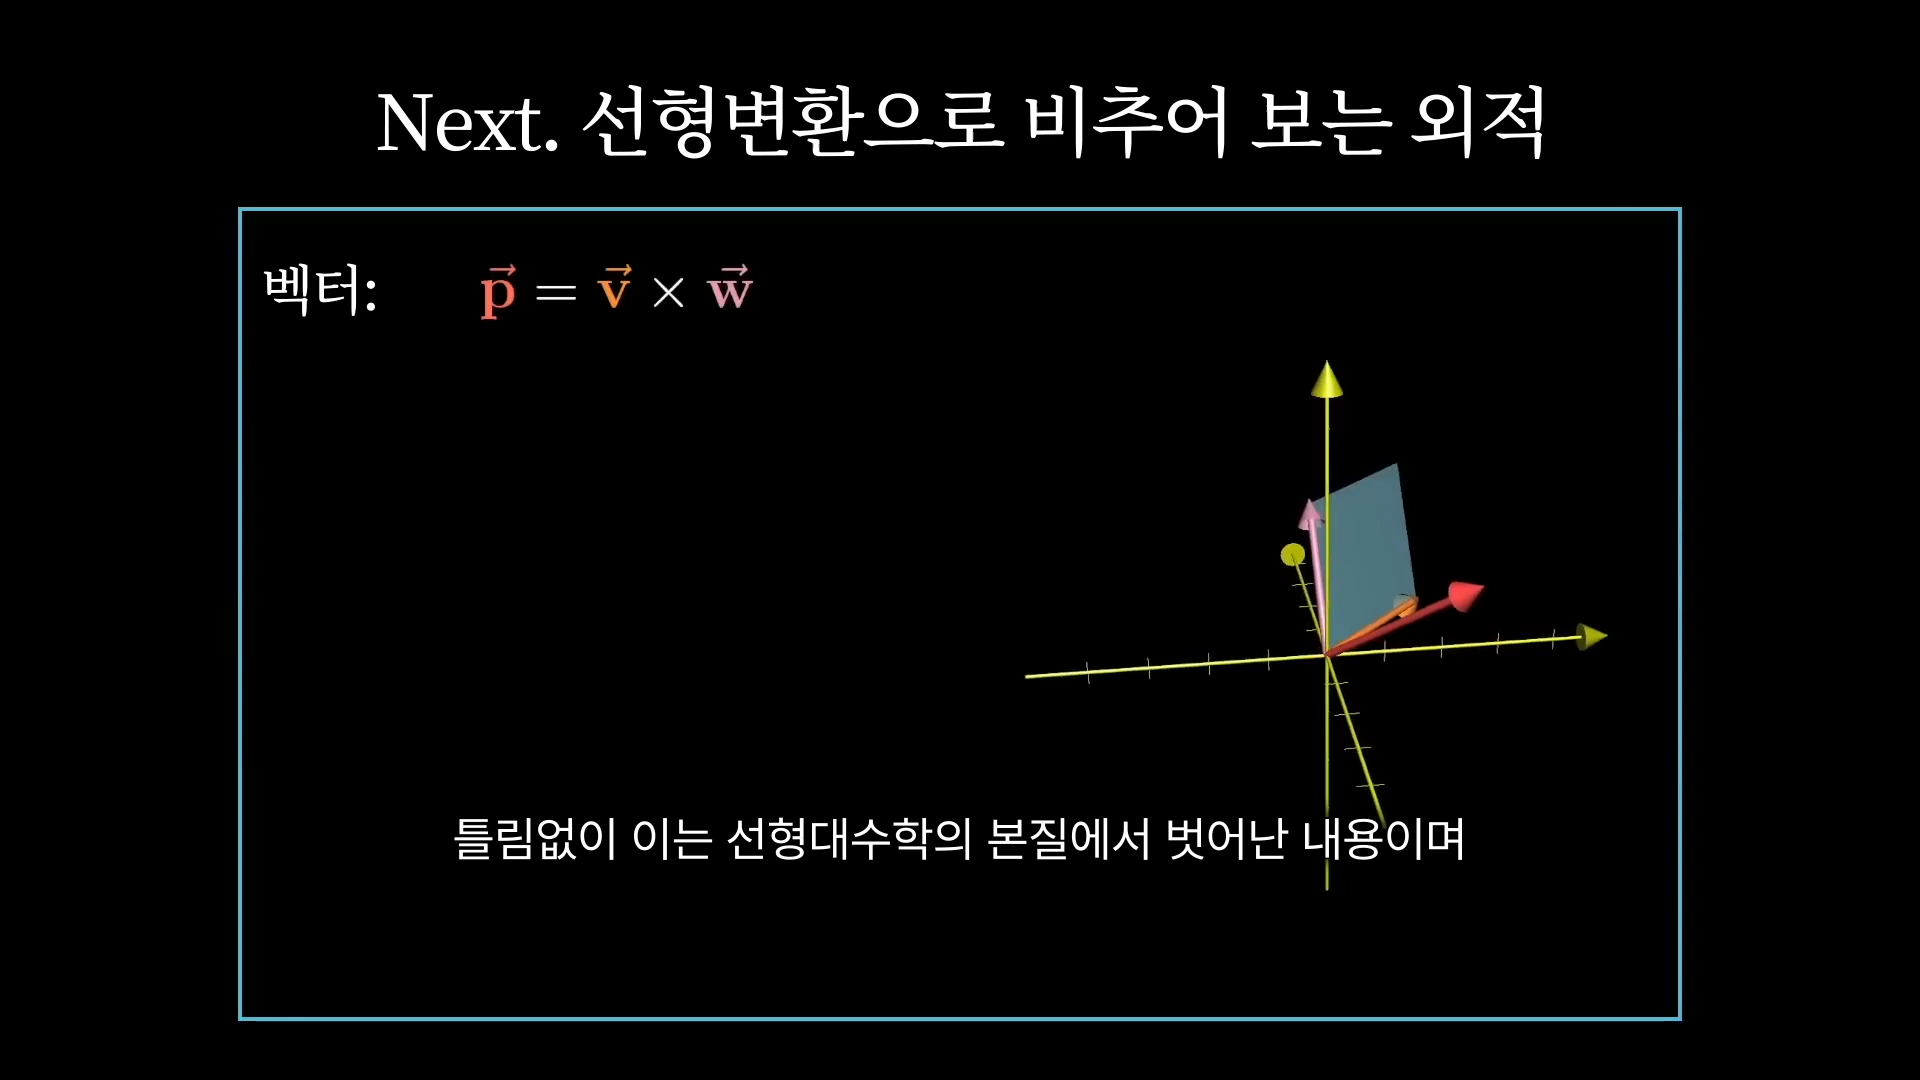 Next. 선형변환으로 비추어 보는 외적
벡터: p⃗ = v⃗ × w⃗
틀림없이 이는 선형대수학의 본질에서 벗어난 내용이며